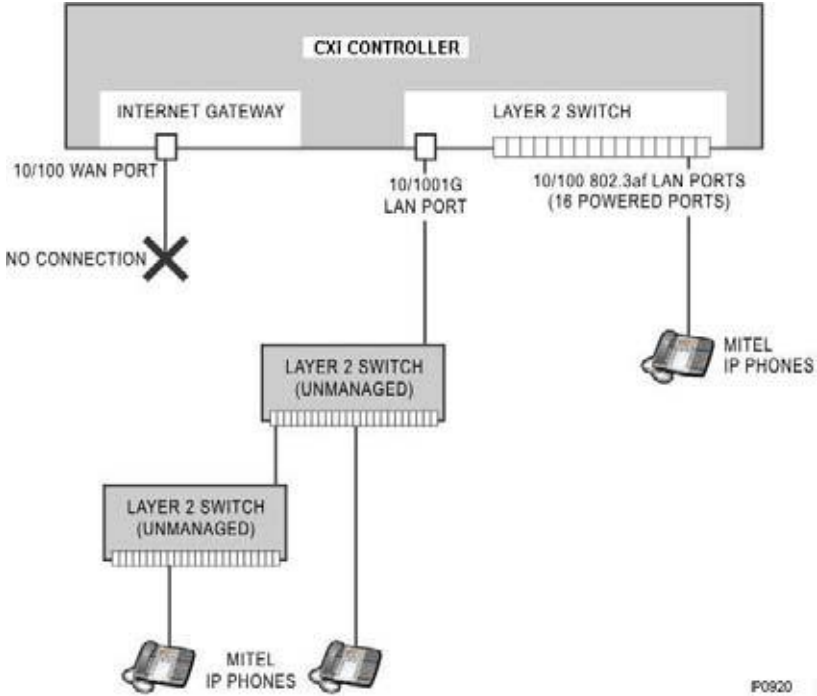 CXI CONTROLLER
INTERNET GATEWAY
LAYER 2 SWITCH
10/100 WAN PORT
10/1001G
LAN PORT
10/100 802.3af LAN PORTS
(16 POWERED PORTS)
NO CONNECTION
MITEL
IP PHONES
LAYER 2 SWITCH
(UNMANAGED)
LAYER 2 SWITCH
(UNMANAGED)
MITEL
IP PHONES
IP0920